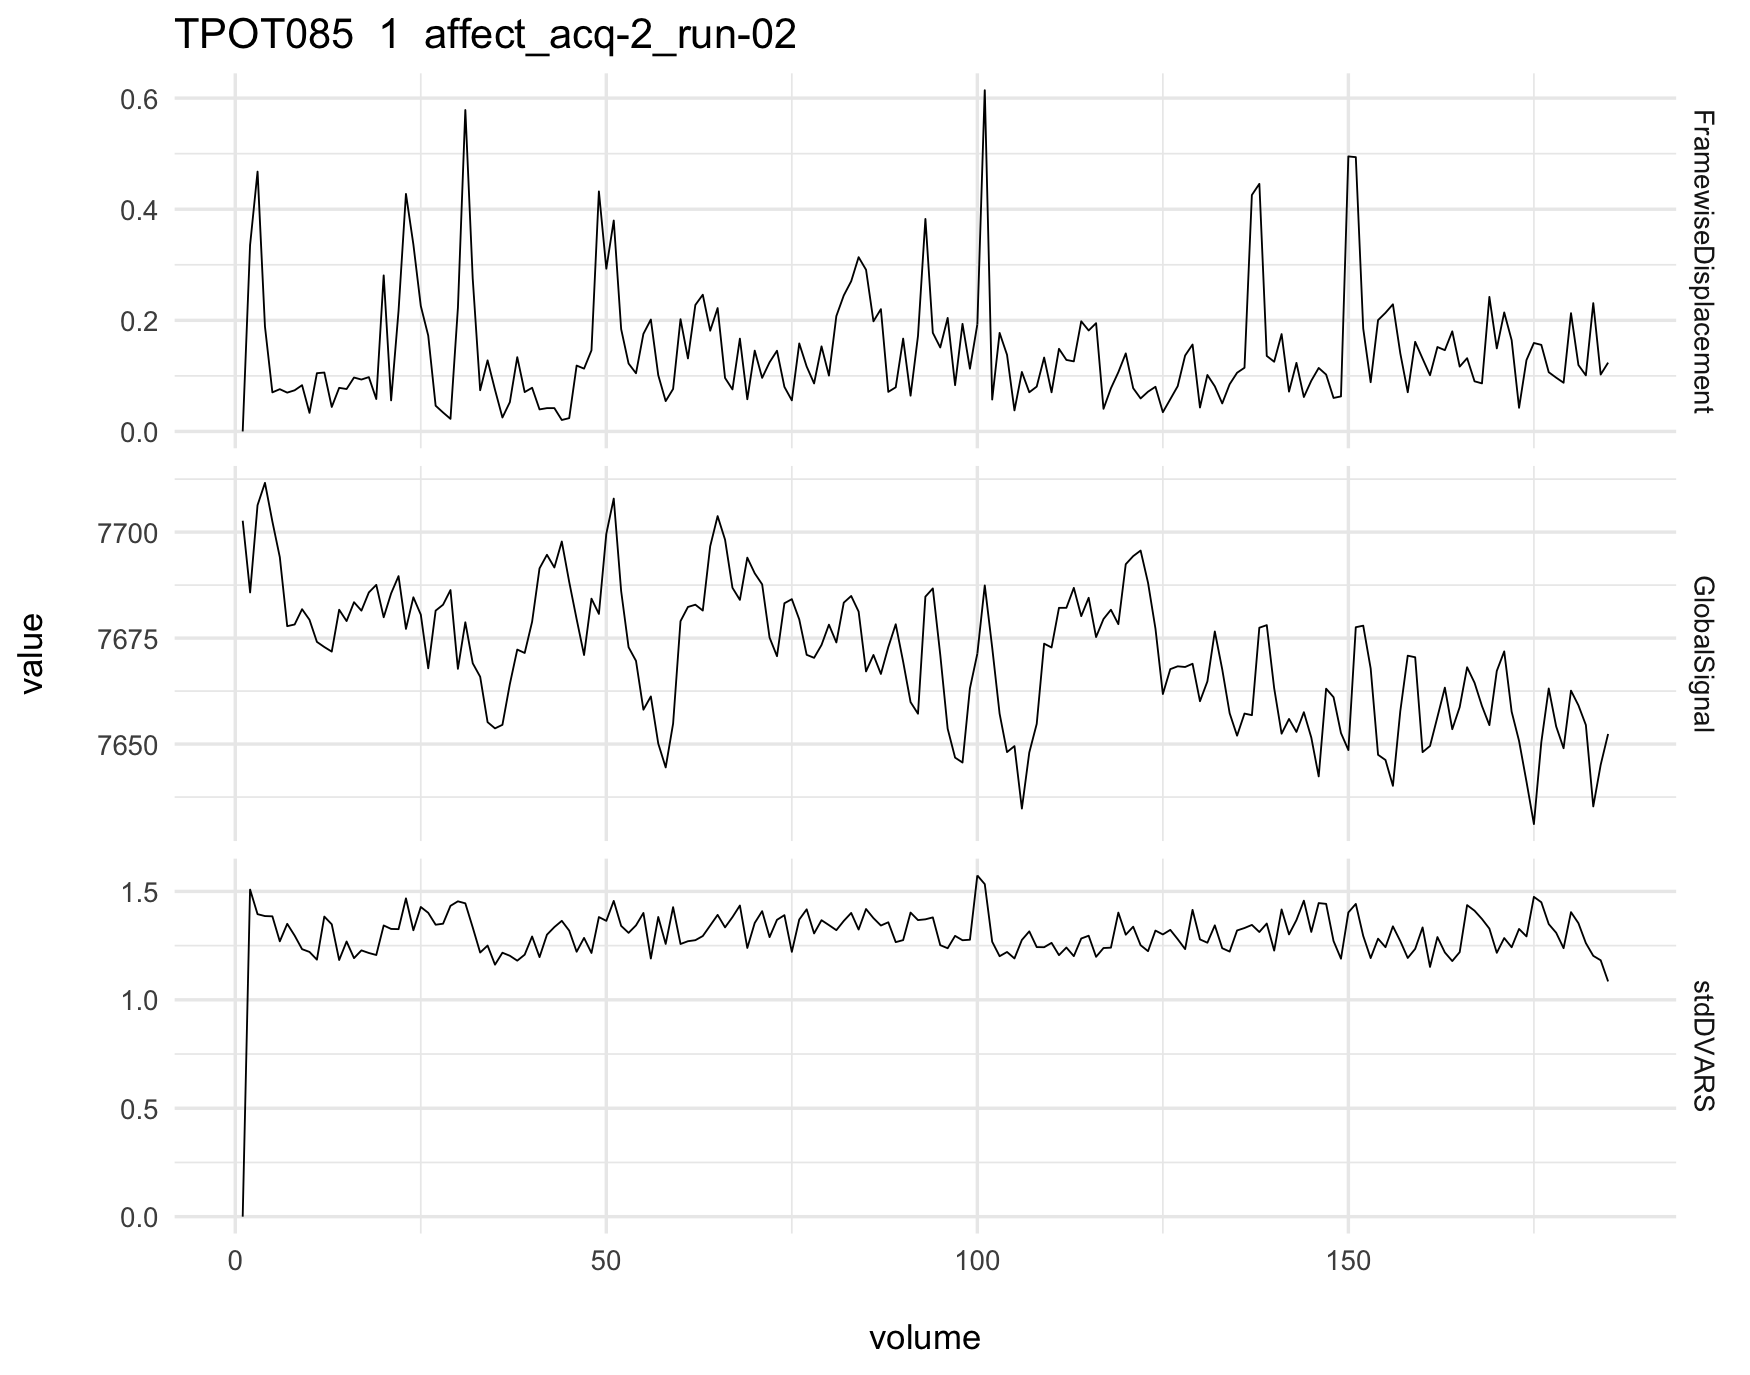 TPOT085  1  affect_acq-2_run-02
value
0.6
0.4
0.2
0.0
FramewiseDisplacement
7700
7675
7650
GlobalSignal
1.5
1.0
0.5
0.0
stdDVARS
0 50 100 150
volume